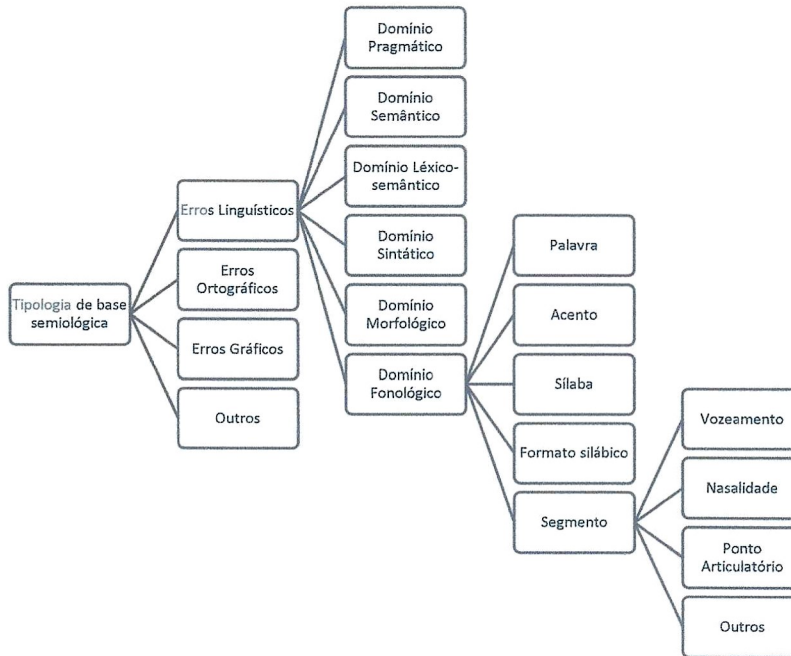 Tipologia de base
semiológica
Erros Linguísticos
Erros
Ortográficos
Erros Gráficos
Outros
Domínio
Pragmático
Domínio
Semântico
Domínio Léxico-
semântico
Domínio
Sintático
Domínio
Morfológico
Domínio
Fonológico
Palavra
Acento
Sílaba
Formato silábico
Segmento
Vozeamento
Nasalidade
Ponto
Articulatório
Outros